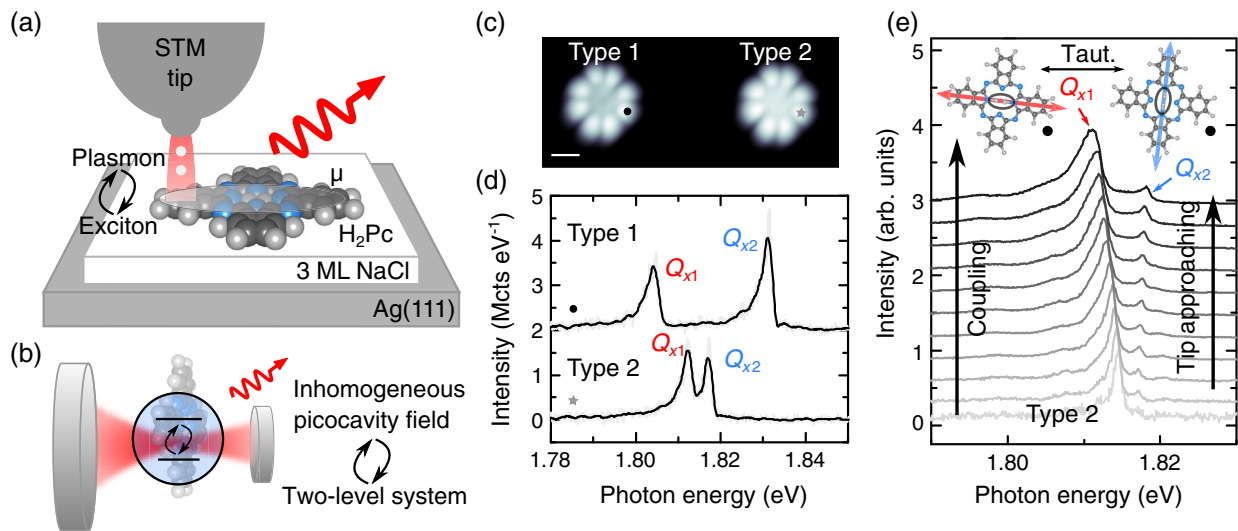 (a)
STM
tip
Plasmon
Exciton
μ
H₂Pc
3 ML NaCl
Ag(111)
(b)
Inhomogeneous
picocavity field
Two-level system
(c)
Type 1
Type 2
(d)
Intensity (Mcts eV⁻¹)
5
4
2
2
1
0
Type 1
Qx1
Qx2
Type 2
Qx1
Qx2
1.78
1.80
1.82
1.84
Photon energy (eV)
(e)
Intensity (arb. units)
5
4
3
2
1
0
Taut.
Qx1
Qx2
Coupling
Tip approaching
Type 2
1.80
1.82
Photon energy (eV)